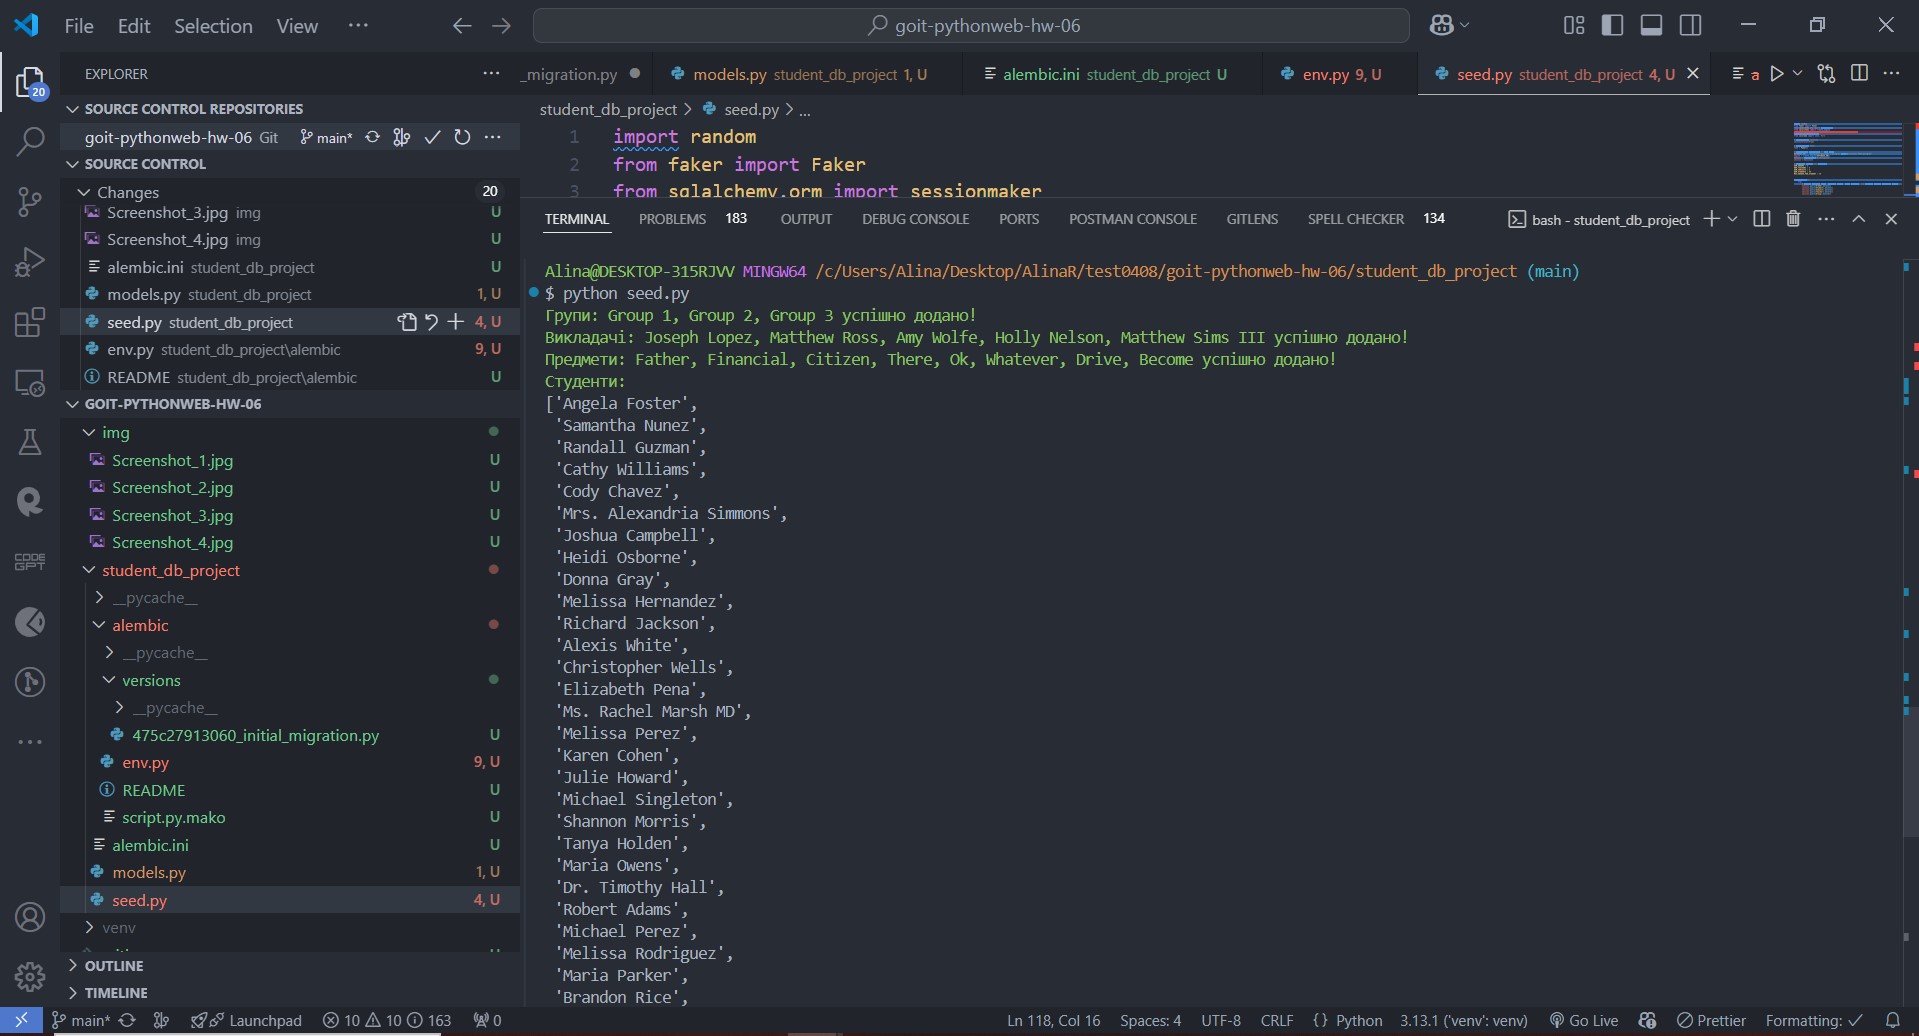 File Edit Selection View ···
goit-pythonweb-hw-06
EXPLORER
20
SOURCE CONTROL REPOSITORIES
goit-pythonweb-hw-06 Git main*
SOURCE CONTROL
Changes 20
Screenshot_3.jpg img U
Screenshot_4.jpg img U
alembic.ini student_db_project U
models.py student_db_project 1, U
seed.py student_db_project 4, U
env.py student_db_project\alembic 9, U
README student_db_project\alembic U
GOIT-PYTHONWEB-HW-06
img
Screenshot_1.jpg U
Screenshot_2.jpg U
Screenshot_3.jpg U
Screenshot_4.jpg U
student_db_project
__pycache__
alembic
__pycache__
versions
__pycache__
475c27913060_initial_migration.py U
env.py 9, U
README U
script.py.mako U
alembic.ini U
models.py 1, U
seed.py 4, U
venv
OUTLINE
TIMELINE
CODE GPT
_migration.py models.py student_db_project 1, U alembic.ini student_db_project U env.py 9, U seed.py student_db_project 4, U a
student_db_project > seed.py > ...
1 import random
2 from faker import Faker
3 from sqlalchemy.orm import sessionmaker
TERMINAL PROBLEMS 183 OUTPUT DEBUG CONSOLE PORTS POSTMAN CONSOLE GITLENS SPELL CHECKER 134 bash - student_db_project
Alina@DESKTOP-315RJVV MINGW64 /c/Users/Alina/Desktop/AlinaR/test0408/goit-pythonweb-hw-06/student_db_project (main)
$ python seed.py
Групи: Group 1, Group 2, Group 3 успішно додано!
Викладачі: Joseph Lopez, Matthew Ross, Amy Wolfe, Holly Nelson, Matthew Sims III успішно додано!
Предмети: Father, Financial, Citizen, There, Ok, Whatever, Drive, Become успішно додано!
Студенти:
['Angela Foster',
'Samantha Nunez',
'Randall Guzman',
'Cathy Williams',
'Cody Chavez',
'Mrs. Alexandria Simmons',
'Joshua Campbell',
'Heidi Osborne',
'Donna Gray',
'Melissa Hernandez',
'Richard Jackson',
'Alexis White',
'Christopher Wells',
'Elizabeth Pena',
'Ms. Rachel Marsh MD',
'Melissa Perez',
'Karen Cohen',
'Julie Howard',
'Michael Singleton',
'Shannon Morris',
'Tanya Holden',
'Maria Owens',
'Dr. Timothy Hall',
'Robert Adams',
'Michael Perez',
'Melissa Rodriguez',
'Maria Parker',
'Brandon Rice',
main* Launchpad 10 10 163 0 Ln 118, Col 16 Spaces: 4 UTF-8 CRLF {} Python 3.13.1 ('venv': venv) Go Live Prettier Formatting: ✓